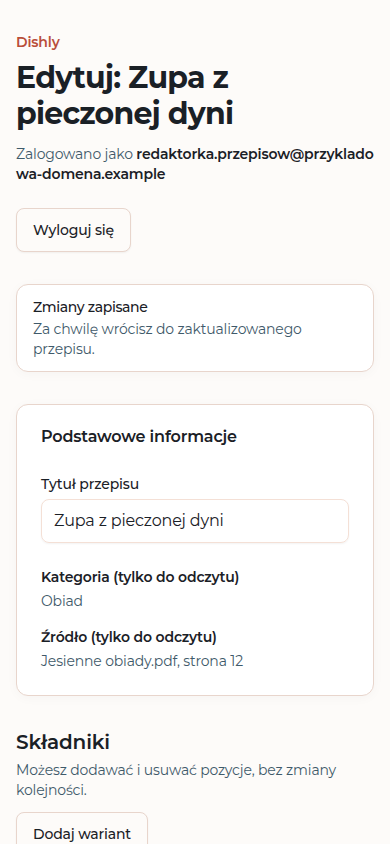 Dishly
Edytuj: Zupa z
pieczonej dyni
Zalogowano jako redaktorka.przepisow@przyklado
wa-domena.example
Wyloguj się
Zmiany zapisane
Za chwilę wrócisz do zaktualizowanego
przepisu.
Podstawowe informacje
Tytuł przepisu
Zupa z pieczonej dyni
Kategoria (tylko do odczytu)
Obiad
Źródło (tylko do odczytu)
Jesienne obiady.pdf, strona 12
Składniki
Możesz dodawać i usuwać pozycje, bez zmiany
kolejności.
Dodaj wariant